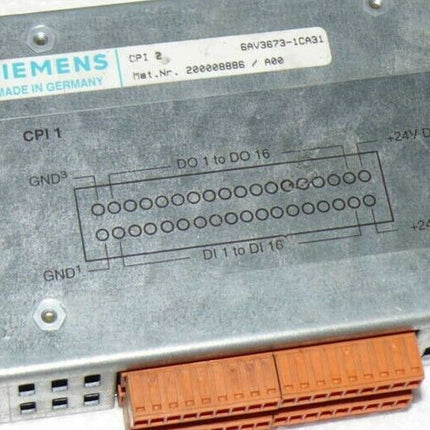 SIEMENS
MADE IN GERMANY
CPI 2 6AV3673-1CA31
Mat.Nr. 200008886 / A00
CPI 1
DO 1 to DO 16
+24V
GND3
DI 1 to DI 16
+24
GND1